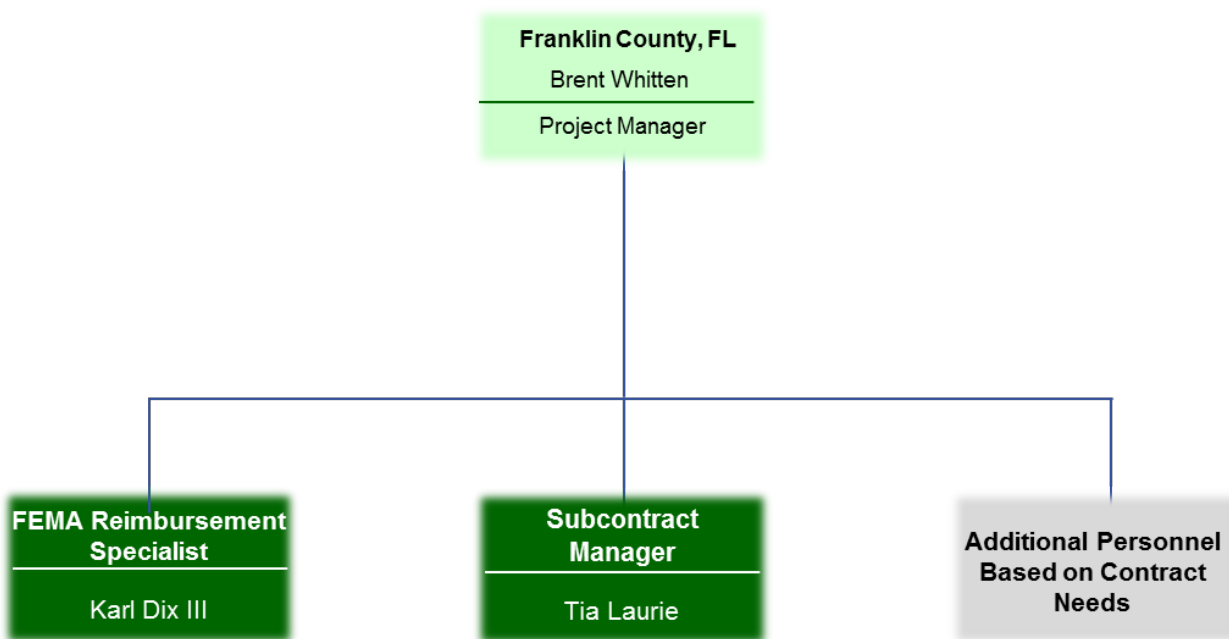 Franklin County, FL
Brent Whitten
Project Manager
FEMA Reimbursement
Specialist
Karl Dix III
Subcontract
Manager
Tia Laurie
Additional Personnel
Based on Contract
Needs